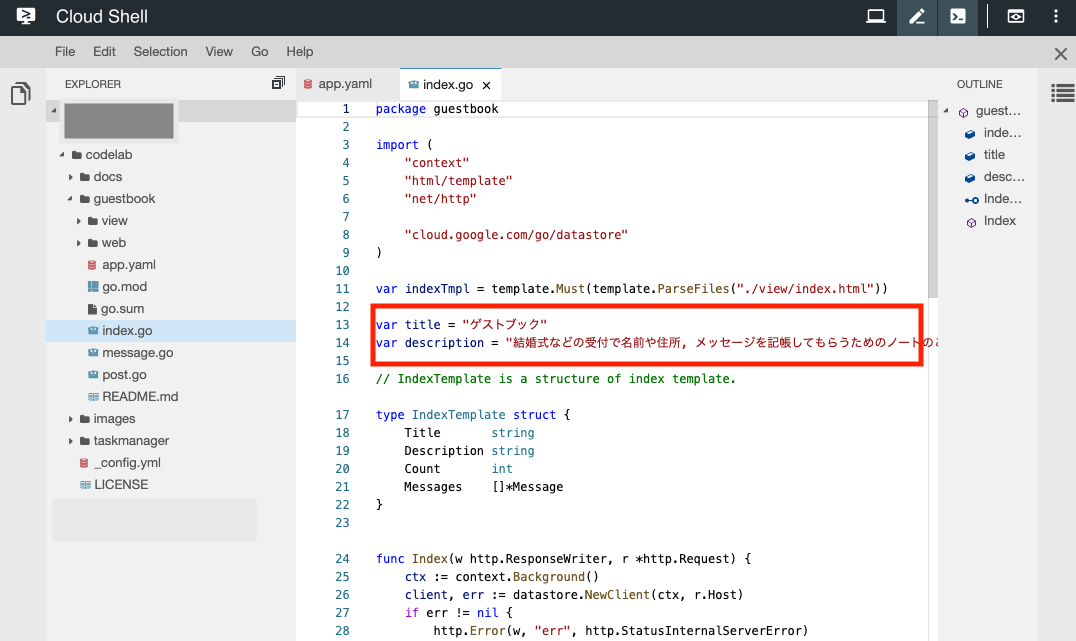 Cloud Shell
File Edit Selection View Go Help
EXPLORER
codelab
docs
guestbook
view
web
app.yaml
go.mod
go.sum
index.go
message.go
post.go
README.md
images
taskmanager
_config.yml
LICENSE
app.yaml index.go
1 package guestbook
2
3 import (
4 "context"
5 "html/template"
6 "net/http"
7
8 "cloud.google.com/go/datastore"
9 )
10
11 var indexTmpl = template.Must(template.ParseFiles("./view/index.html"))
12
13 var title = "ゲストブック"
14 var description = "結婚式などの受付で名前や住所, メッセージを記帳してもらうためのノートのこ
15
16 // IndexTemplate is a structure of index template.
17 type IndexTemplate struct {
18 Title string
19 Description string
20 Count int
21 Messages []*Message
22 }
23
24 func Index(w http.ResponseWriter, r *http.Request) {
25 ctx := context.Background()
26 client, err := datastore.NewClient(ctx, r.Host)
27 if err != nil {
28 http.Error(w, "err", http.StatusInternalServerError)
OUTLINE
guest...
inde...
title
desc...
Inde...
Index